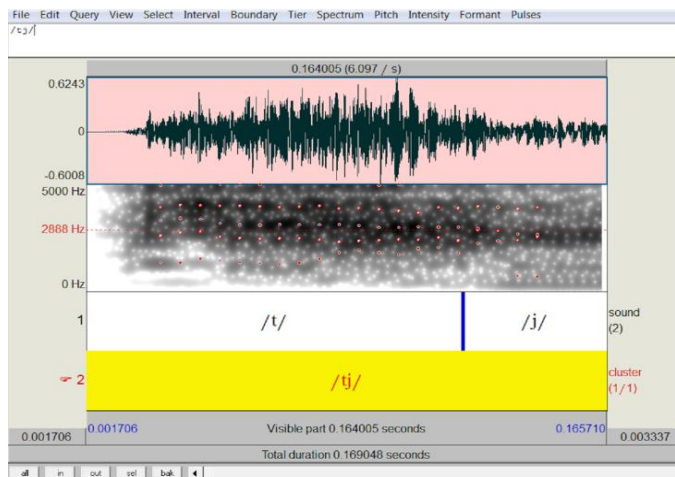 File Edit Query View Select Interval Boundary Tier Spectrum Pitch Intensity Formant Pulses
/tj/
0.164005 (6.097 / s)
0.6243
0
-0.6008
5000 Hz
2888 Hz
0 Hz
1 /t/ /j/ sound (2)
☞ 2 /tj/ cluster (1/1)
0.001706 Visible part 0.164005 seconds 0.165710
0.001706 0.003337
Total duration 0.169048 seconds
all in out sel bak